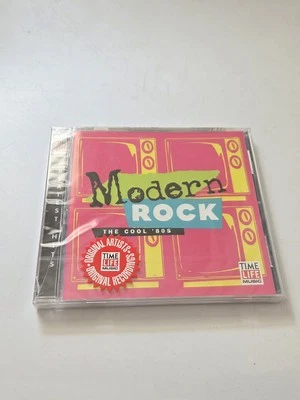 Modern
ROCK
THE COOL '80S
ORIGINAL ARTISTS
TIME
LIFE
MUSIC
ORIGINAL RECORDINGS
TIME
LIFE
MUSIC